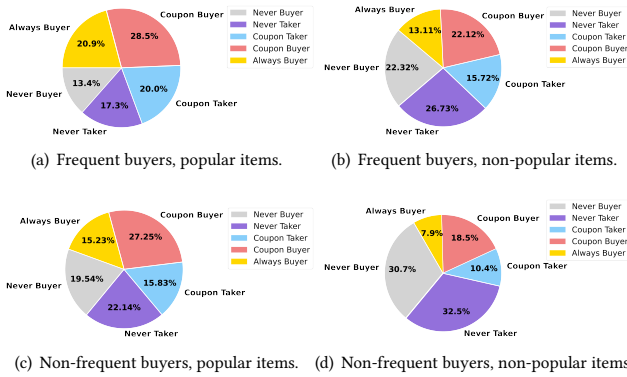 Always Buyer
Coupon Buyer
20.9%
28.5%
13.4%
17.3%
20.0%
Never Buyer
Coupon Taker
Never Taker
Never Buyer
Never Taker
Coupon Taker
Coupon Buyer
Always Buyer
(a) Frequent buyers, popular items.
Always Buyer
Coupon Buyer
13.11%
22.12%
Never Buyer
22.32%
15.72%
26.73%
Coupon Taker
Never Taker
Never Buyer
Never Taker
Coupon Taker
Coupon Buyer
Always Buyer
(b) Frequent buyers, non-popular items.
Always Buyer
Coupon Buyer
15.23%
27.25%
Never Buyer
19.54%
15.83%
22.14%
Coupon Taker
Never Taker
Never Buyer
Never Taker
Coupon Taker
Coupon Buyer
Always Buyer
(c) Non-frequent buyers, popular items.
Always Buyer
Coupon Buyer
7.9%
18.5%
Never Buyer
30.7%
10.4%
32.5%
Coupon Taker
Never Taker
Never Buyer
Never Taker
Coupon Taker
Coupon Buyer
Always Buyer
(d) Non-frequent buyers, non-popular items